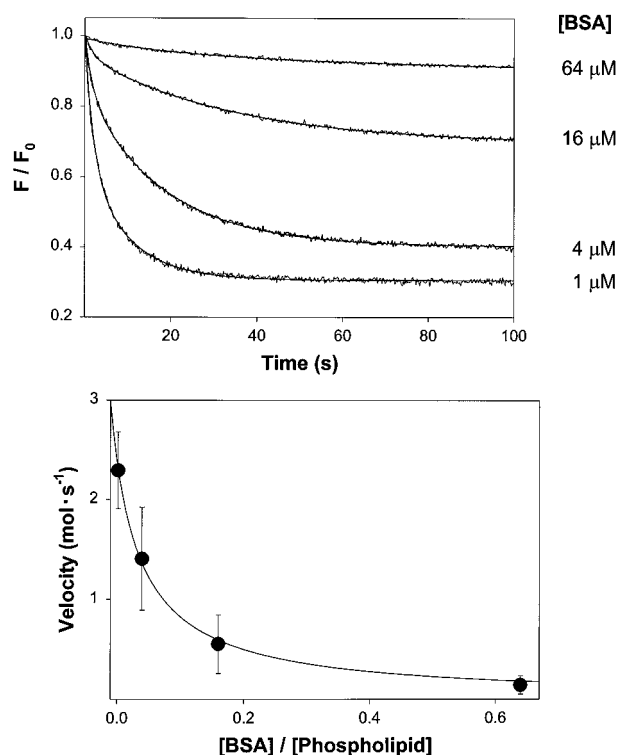 [BSA]
1.0
64 μM
0.8
16 μM
F / F0
0.6
0.4
4 μM
1 μM
0.2
20
40
60
80
100
Time (s)
3
2
1
Velocity (mol·s⁻¹)
0.0
0.2
0.4
0.6
[BSA] / [Phospholipid]